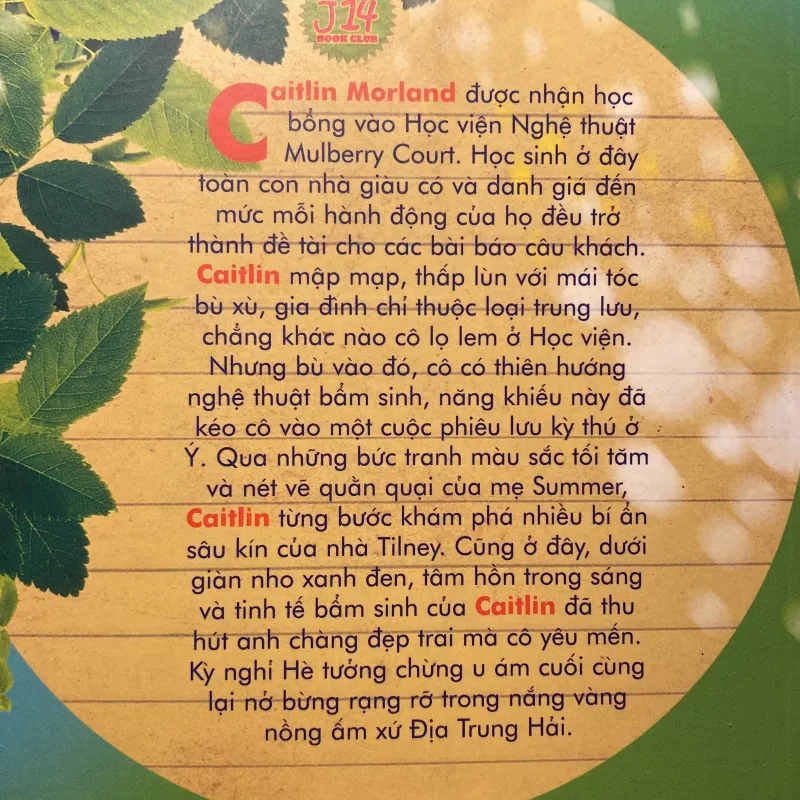 J14
BOOK CLUB
Caitlin Morland được nhận học
bổng vào Học viện Nghệ thuật
Mulberry Court. Học sinh ở đây
toàn con nhà giàu có và danh giá đến
mức mỗi hành động của họ đều trở
thành đề tài cho các bài báo câu khách.
Caitlin mập mạp, thấp lùn với mái tóc
bù xù, gia đình chỉ thuộc loại trung lưu,
chẳng khác nào cô lọ lem ở Học viện.
Nhưng bù vào đó, cô có thiên hướng
nghệ thuật bẩm sinh, năng khiếu này đã
kéo cô vào một cuộc phiêu lưu kỳ thú ở
Ý. Qua những bức tranh màu sắc tối tăm
và nét vẽ quằn quại của mẹ Summer,
Caitlin từng bước khám phá nhiều bí ẩn
sâu kín của nhà Tilney. Cũng ở đây, dưới
giàn nho xanh đen, tâm hồn trong sáng
và tinh tế bẩm sinh của Caitlin đã thu
hút anh chàng đẹp trai mà cô yêu mến.
Kỳ nghỉ Hè tưởng chừng u ám cuối cùng
lại nở bừng rạng rỡ trong nắng vàng
nồng ấm xứ Địa Trung Hải.